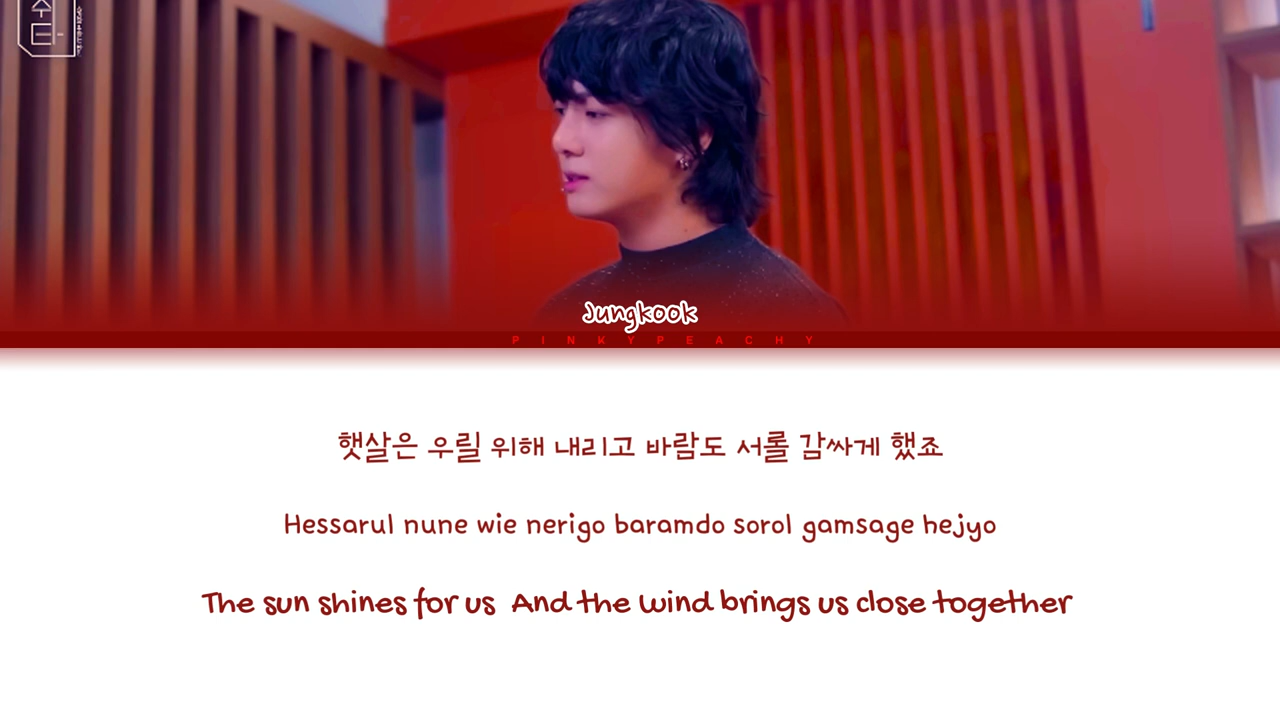 슈
타
Jungkook
PINKYPEACHY
햇살은 우릴 위해 내리고 바람도 서롤 감싸게 했죠
Hessarul nune wie nerigo baramdo sorol gamsage hejyo
The sun shines for us And the wind brings us close together